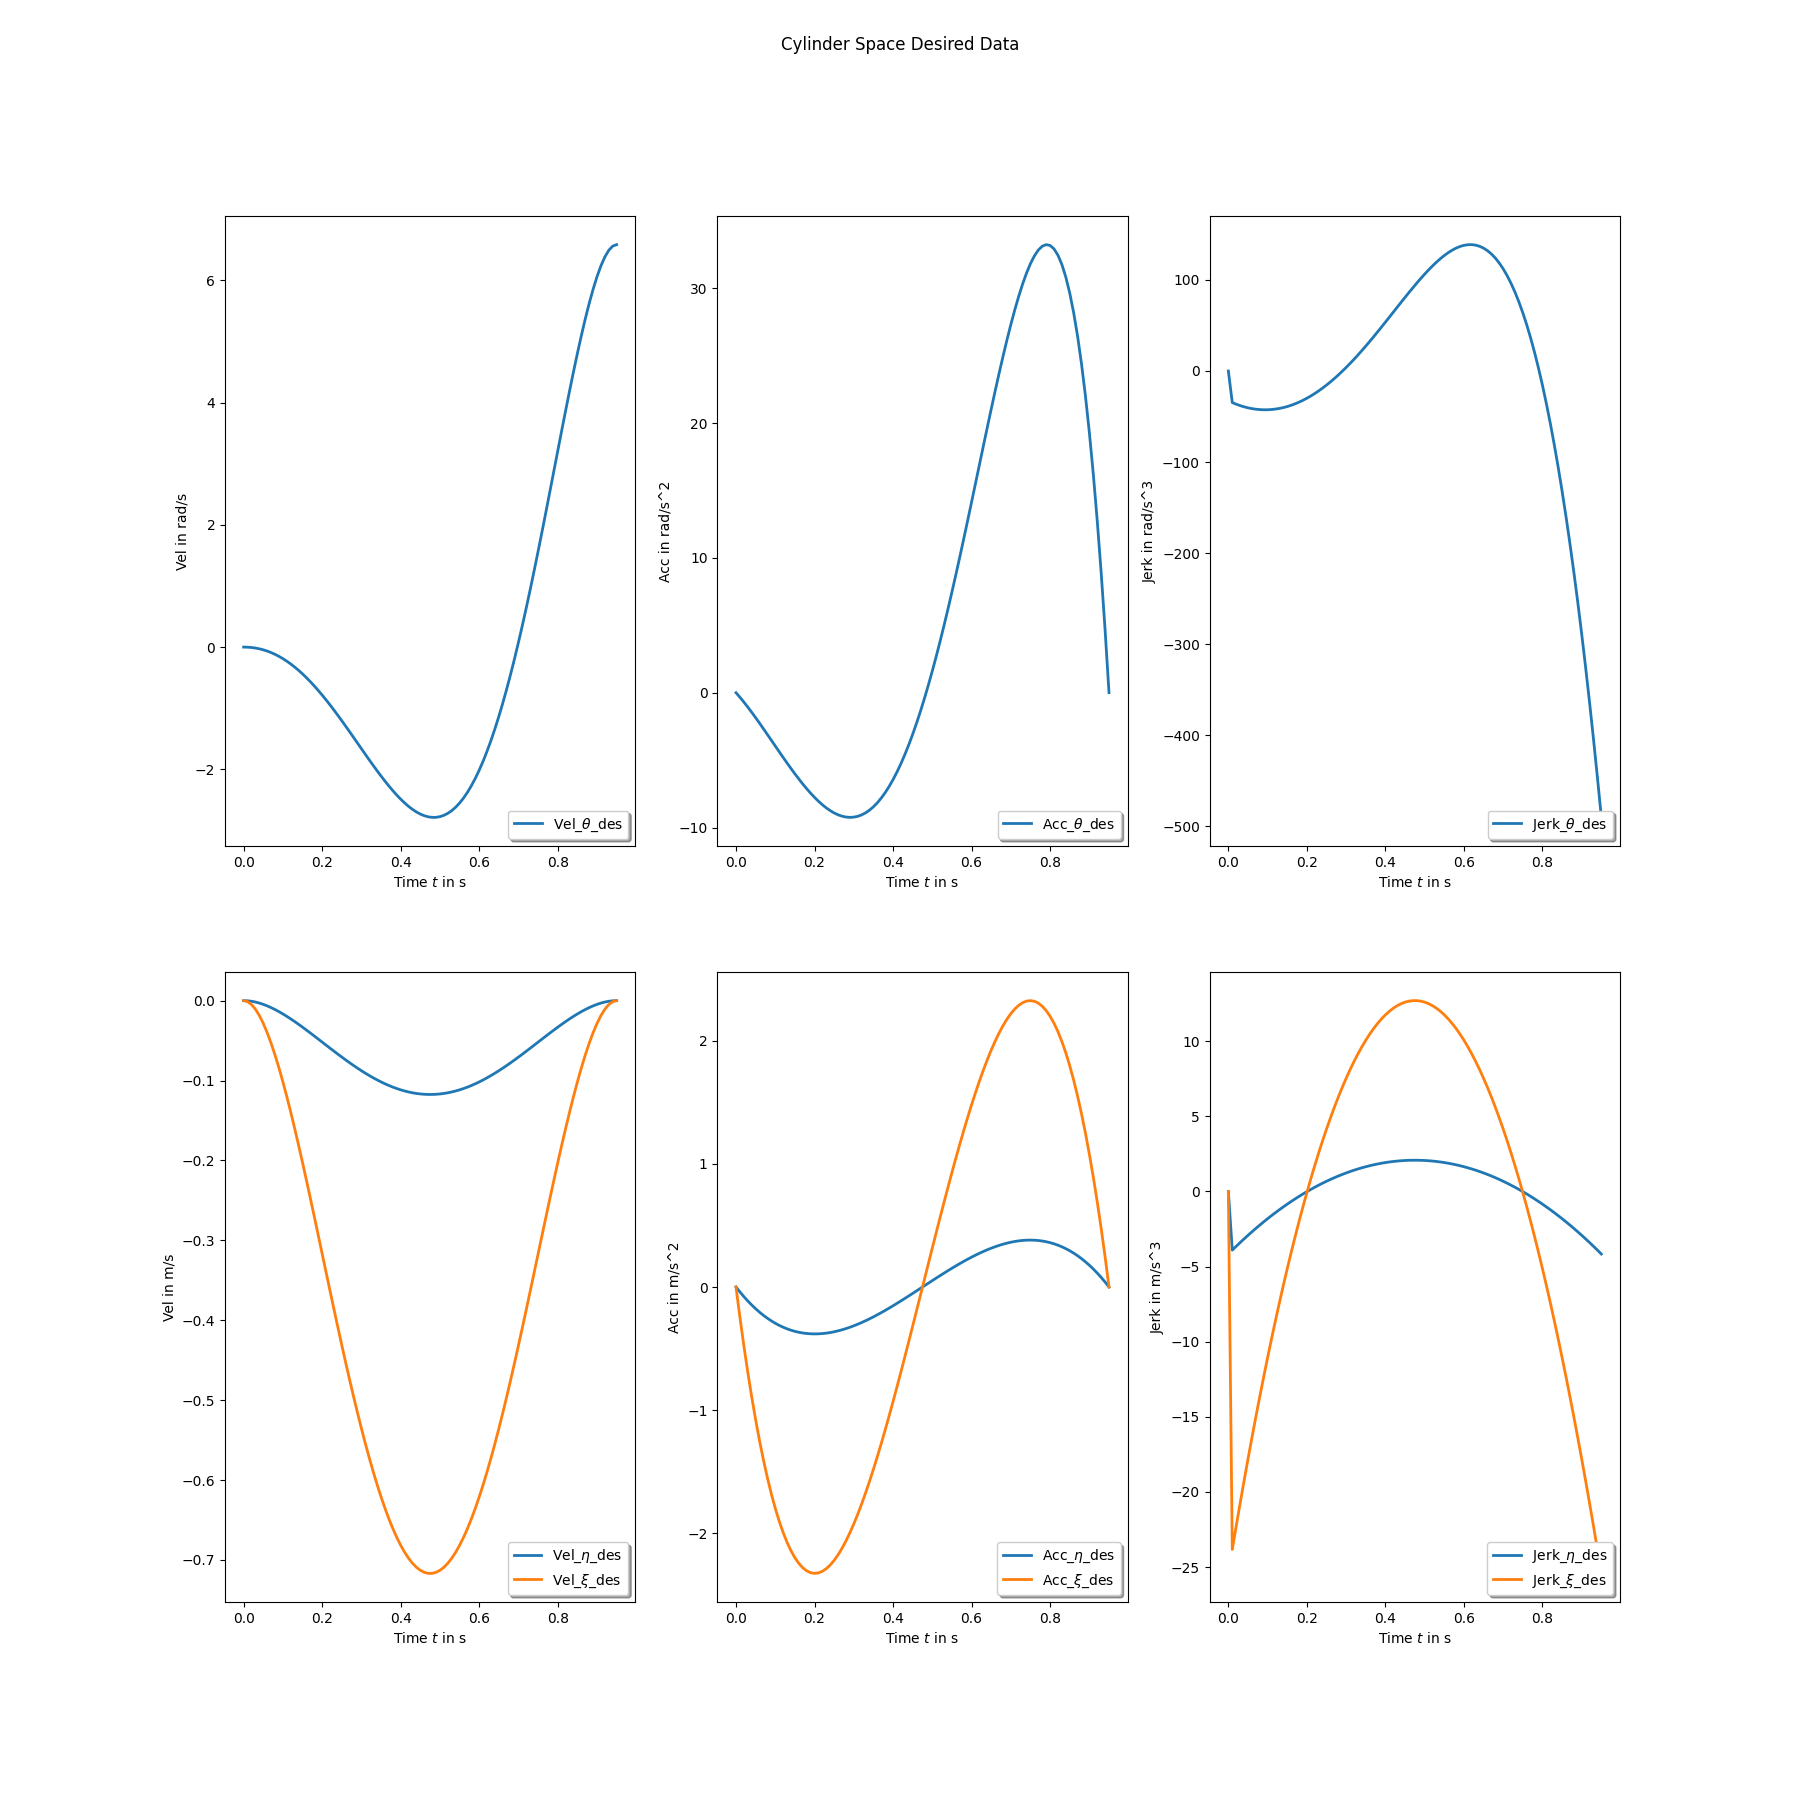 Cylinder Space Desired Data
Vel in rad/s
6
4
2
0
−2
0.0 0.2 0.4 0.6 0.8
Time t in s
Vel_θ_des
Acc in rad/s^2
30
20
10
0
−10
0.0 0.2 0.4 0.6 0.8
Time t in s
Acc_θ_des
Jerk in rad/s^3
100
0
−100
−200
−300
−400
−500
0.0 0.2 0.4 0.6 0.8
Time t in s
Jerk_θ_des
Vel in m/s
0.0
−0.1
−0.2
−0.3
−0.4
−0.5
−0.6
−0.7
0.0 0.2 0.4 0.6 0.8
Time t in s
Vel_η_des
Vel_ξ_des
Acc in m/s^2
2
1
0
−1
−2
0.0 0.2 0.4 0.6 0.8
Time t in s
Acc_η_des
Acc_ξ_des
Jerk in m/s^3
10
5
0
−5
−10
−15
−20
−25
0.0 0.2 0.4 0.6 0.8
Time t in s
Jerk_η_des
Jerk_ξ_des